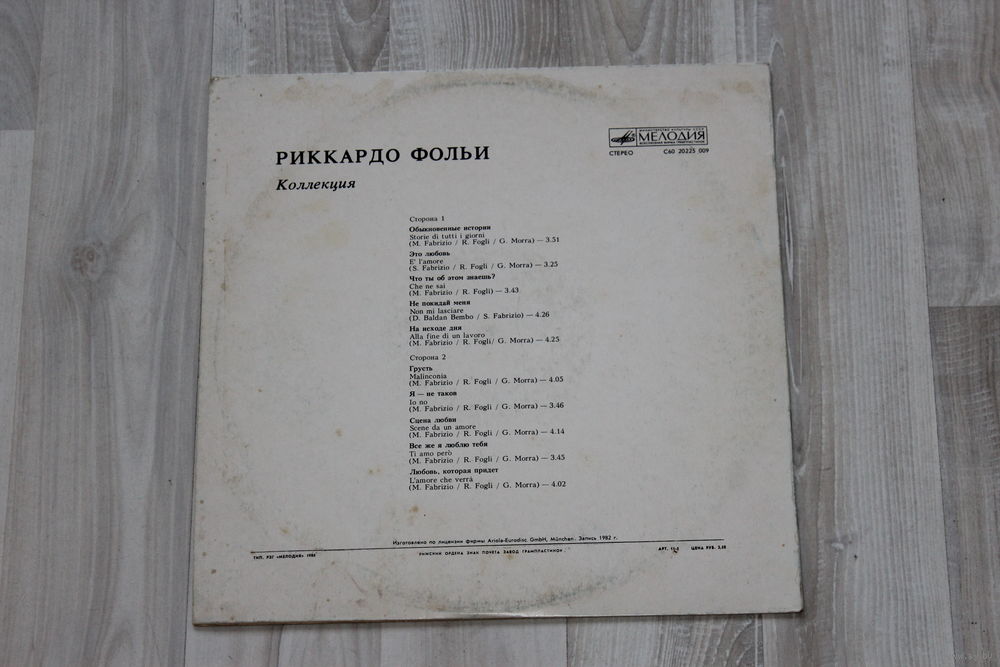 РИККАРДО ФОЛЬИ
Коллекция
МЕЛОДИЯ
СТЕРЕО С60 20225 009
Сторона 1
Обыкновенные истории
Storie di tutti i giorni
(M. Fabrizio / R. Fogli / G. Morra) — 3.51
Это любовь
E' l'amore
(S. Fabrizio / R. Fogli / G. Morra) — 3.25
Что ты об этом знаешь?
Che ne sai
(M. Fabrizio / R. Fogli) — 3.43
Не покидай меня
Non mi lasciare
(D. Baldan Bembo / S. Fabrizio) — 4.26
На исходе дня
Alla fine di un lavoro
(M. Fabrizio / R. Fogli/ G. Morra) — 4.25
Сторона 2
Грусть
Malinconia
(M. Fabrizio / R. Fogli / G. Morra) — 4.05
Я — не таков
Io no
(M. Fabrizio / R. Fogli / G. Morra) — 3.46
Сцена любви
Scene da un amore
(M. Fabrizio / R. Fogli / G. Morra) — 4.14
Все же я люблю тебя
Ti amo però
(M. Fabrizio / R. Fogli / G. Morra) — 3.45
Любовь, которая придет
L'amore che verrà
(M. Fabrizio / R. Fogli / G. Morra) — 4.02
Изготовлено по лицензии фирмы Ariola-Eurodisc GmbH, München. Запись 1982 г.
ТИП. РЗГ «МЕЛОДИЯ» РИЖСКИЙ ОРДЕНА ЗНАК ПОЧЕТА ЗАВОД ГРАМПЛАСТИНОК. АРТ. ЦЕНА РУБ.